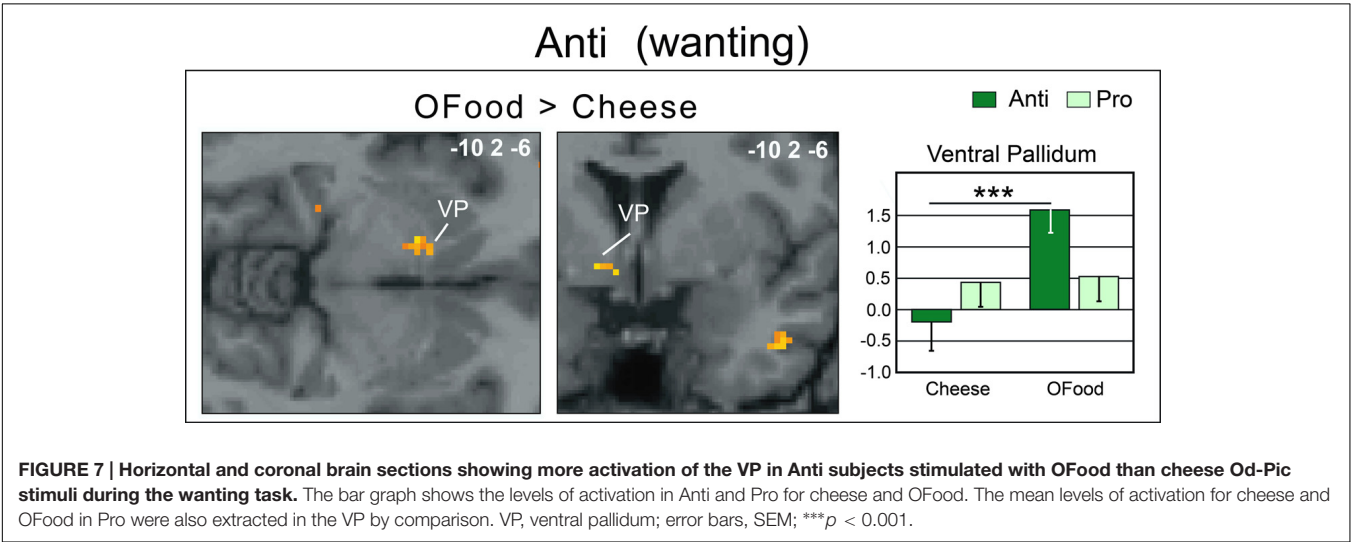 Anti (wanting)
OFood > Cheese
Anti Pro
-10 2 -6
-10 2 -6
VP
VP
Ventral Pallidum
***
1.5
1.0
0.5
0.0
-0.5
-1.0
Cheese OFood
FIGURE 7 | Horizontal and coronal brain sections showing more activation of the VP in Anti subjects stimulated with OFood than cheese Od-Pic
stimuli during the wanting task. The bar graph shows the levels of activation in Anti and Pro for cheese and OFood. The mean levels of activation for cheese and
OFood in Pro were also extracted in the VP by comparison. VP, ventral pallidum; error bars, SEM; ***p < 0.001.